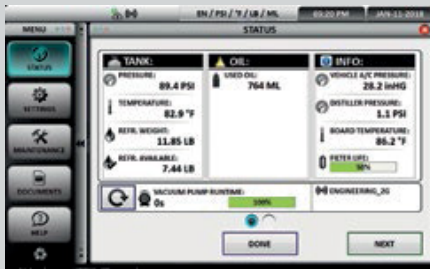 EN / PSI / °F / LB / ML
09:20 PM
JAN-11-2018
MENU
STATUS
STATUS
SETTINGS
MAINTENANCE
DOCUMENTS
HELP
TANK:
PRESSURE:
89.4 PSI
TEMPERATURE:
82.9 °F
REFR. WEIGHT:
11.85 LB
REFR. AVAILABLE:
7.44 LB
OIL:
USED OIL:
764 ML
INFO:
VEHICLE A/C PRESSURE:
28.2 inHG
DISTILLER PRESSURE:
1.1 PSI
BOARD TEMPERATURE:
86.2 °F
FILTER LIFE:
50%
VACUUM PUMP RUNTIME:
0s
100%
ENGINEERING_2G
DONE
NEXT